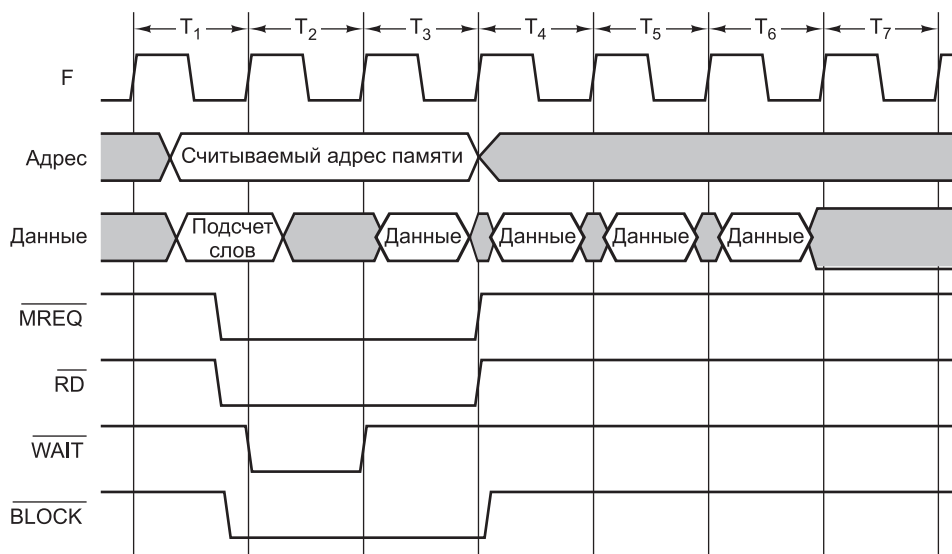 T₁ T₂ T₃ T₄ T₅ T₆ T₇
F
Адрес
Считываемый адрес памяти
Данные
Подсчет
слов
Данные Данные Данные Данные
MREQ
RD
WAIT
BLOCK